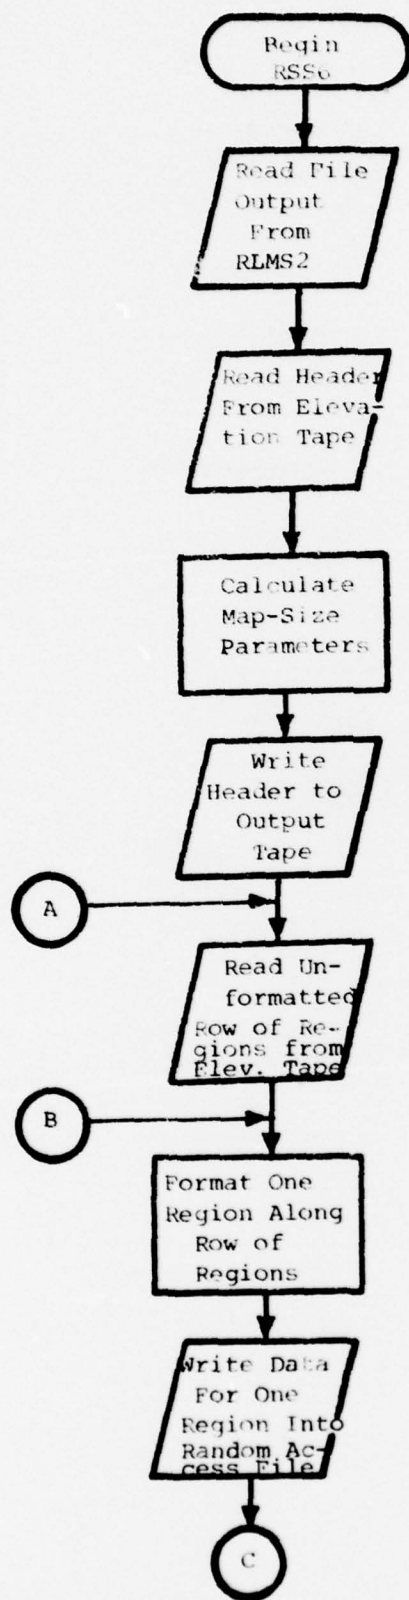 Begin
RSS6
Read File
Output
From
RLMS2
Read Header
From Eleva-
tion Tape
Calculate
Map-Size
Parameters
Write
Header to
Output
Tape
A
Read Un-
formatted
Row of Re-
gions from
Elev. Tape
B
Format One
Region Along
Row of
Regions
Write Data
For One
Region Into
Random Ac-
cess File
C